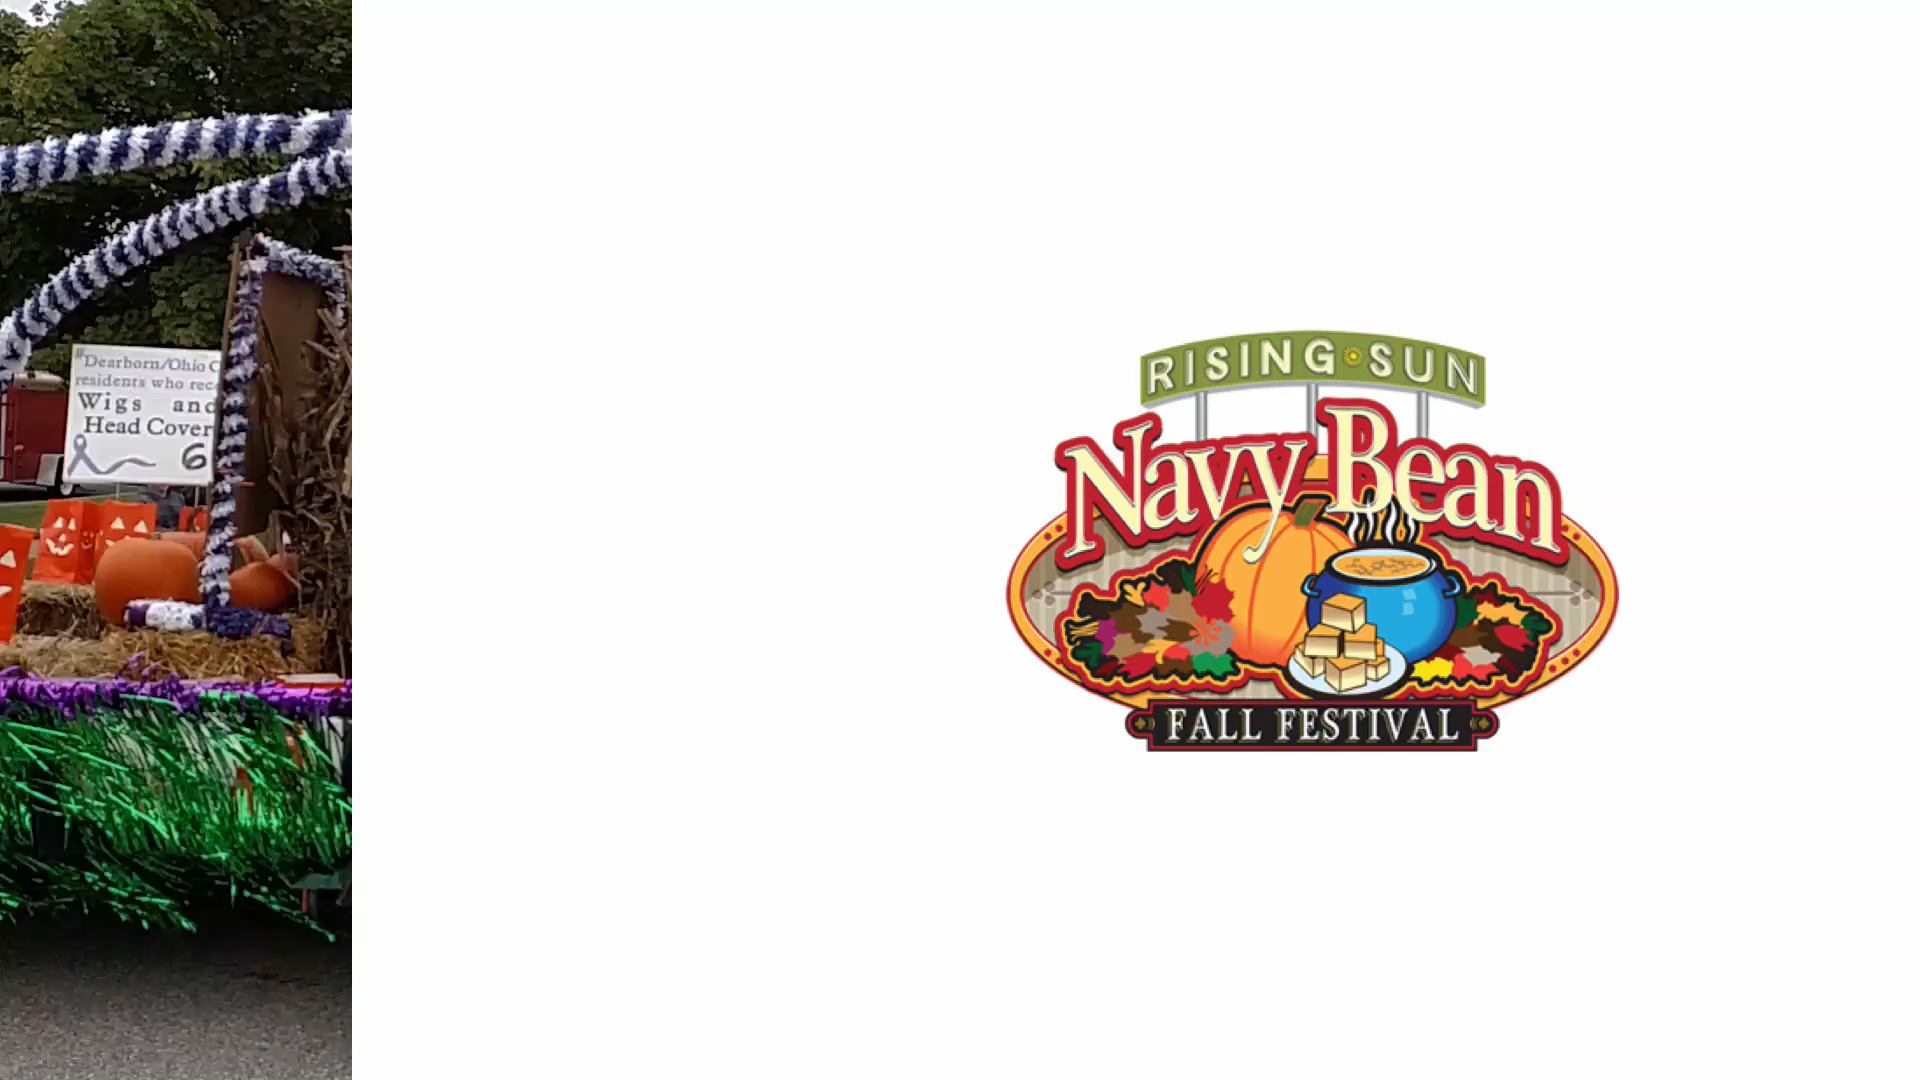 #Dearborn/Ohio C
residents who rec
Wigs and
Head Cover
6
RISING SUN
Navy Bean
FALL FESTIVAL